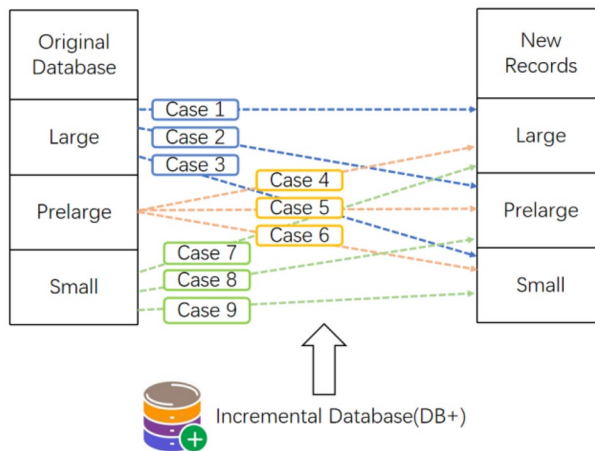 Original
Database
New
Records
Large
Prelarge
Small
Case 1
Case 2
Case 3
Case 4
Case 5
Case 6
Case 7
Case 8
Case 9
Large
Prelarge
Small
Incremental Database(DB+)